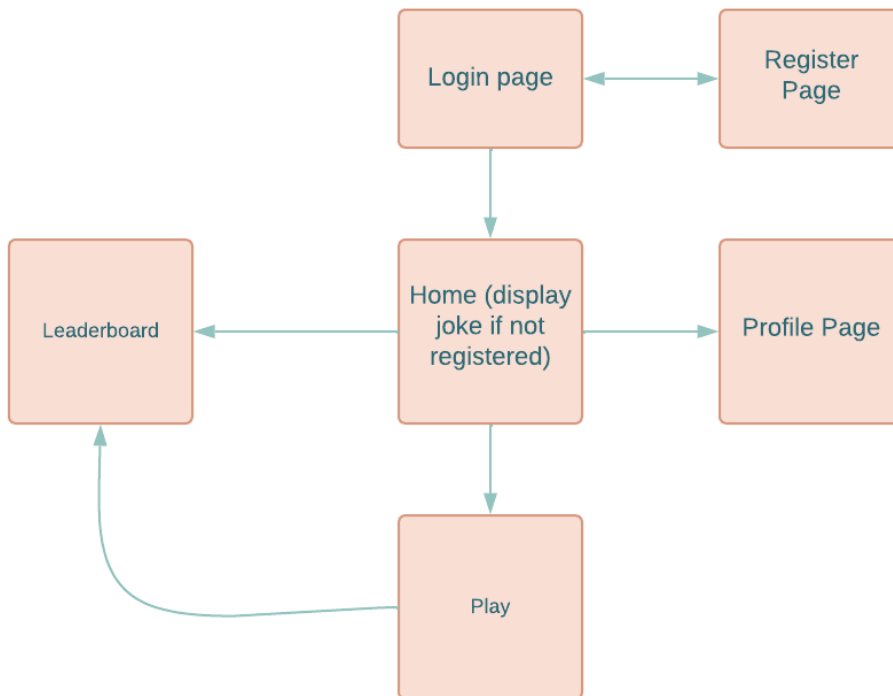 Login page
Register
Page
Leaderboard
Home (display
joke if not
registered)
Profile Page
Play